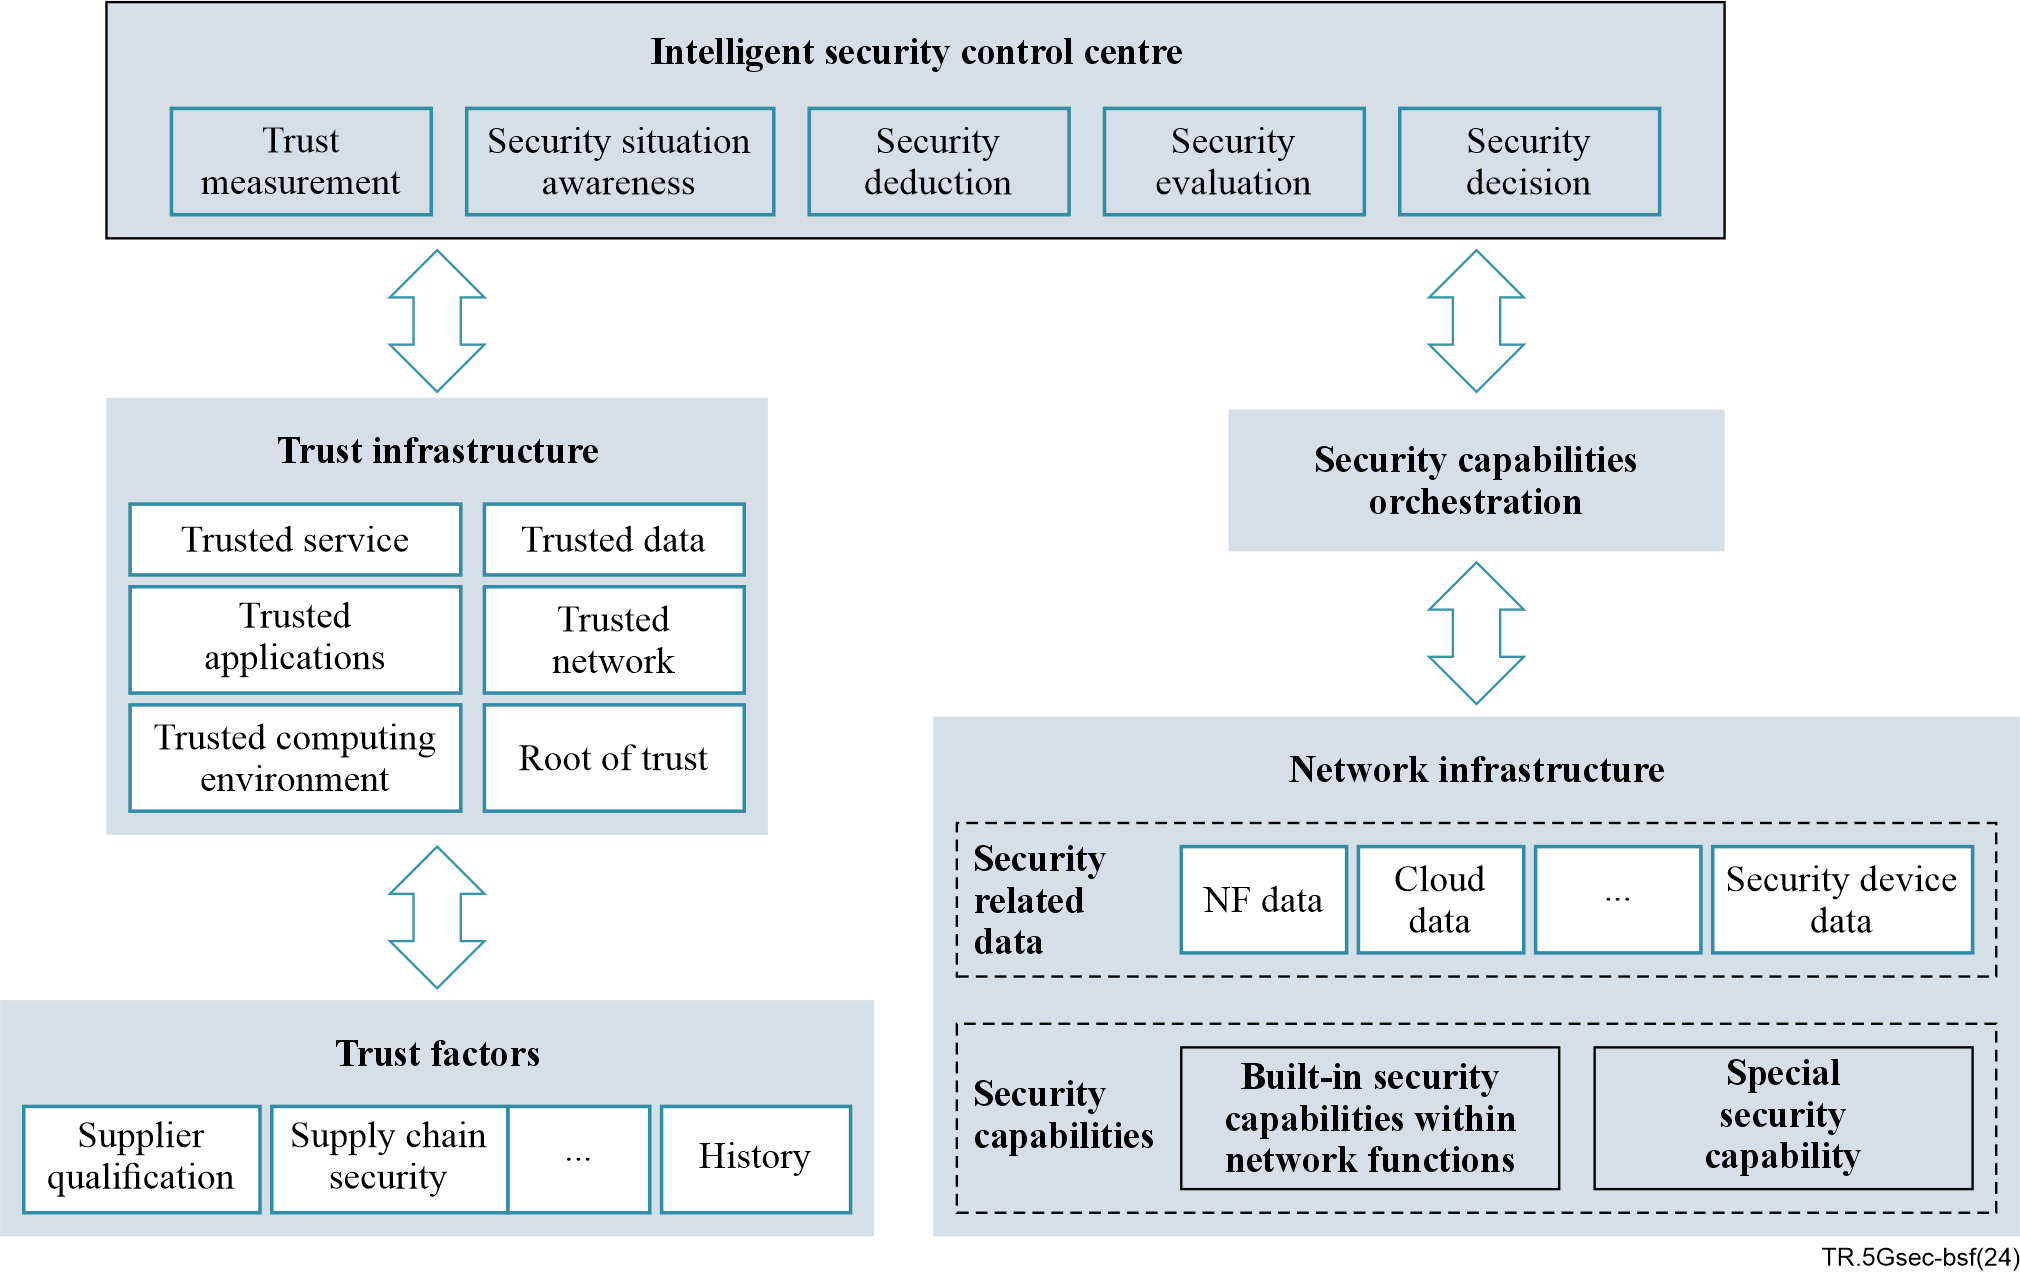 Intelligent security control centre
Trust
measurement
Security situation
awareness
Security
deduction
Security
evaluation
Security
decision
Trust infrastructure
Trusted service
Trusted data
Trusted
applications
Trusted
network
Trusted computing
environment
Root of trust
Trust factors
Supplier
qualification
Supply chain
security
...
History
Security capabilities
orchestration
Network infrastructure
Security
related
data
NF data
Cloud
data
...
Security device
data
Security
capabilities
Built-in security
capabilities within
network functions
Special
security
capability
TR.5Gsec-bsf(24)